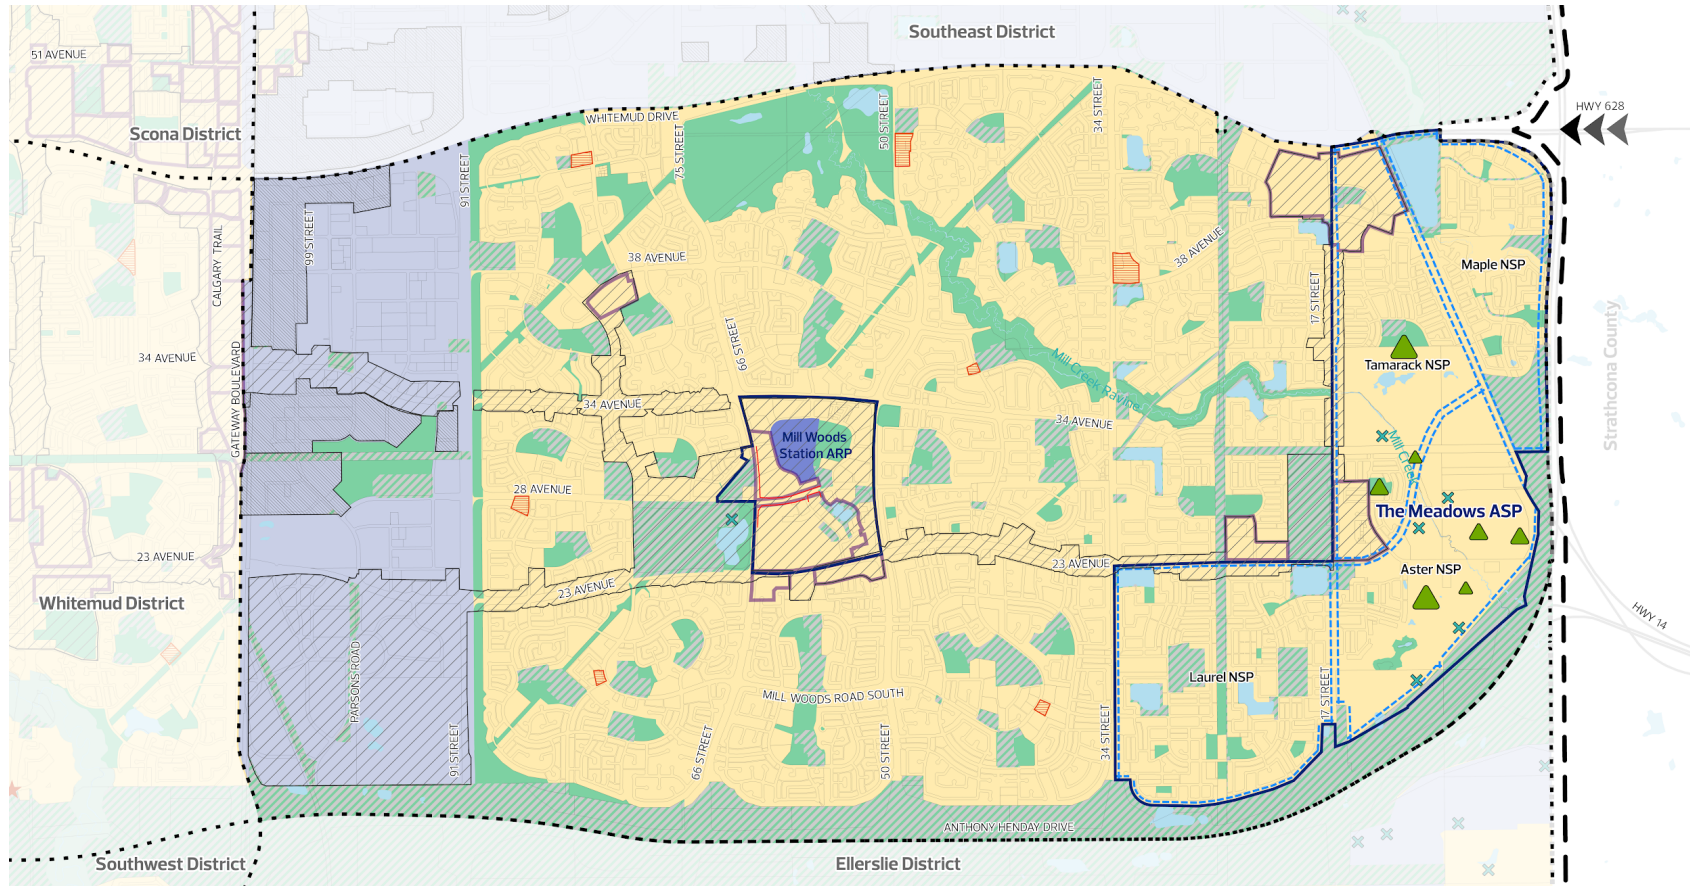 Southeast District
51 AVENUE
HWY 628
WHITEMUD DRIVE
Scona District
75 STREET
50 STREET
34 STREET
91 STREET
99 STREET
CALGARY TRAIL
38 AVENUE
38 AVENUE
Maple NSP
17 STREET
Strathcona County
66 STREET
34 AVENUE
GATEWAY BOULEVARD
Mill Creek Ravine
Tamarack NSP
34 AVENUE
34 AVENUE
Mill Woods
Station ARP
Mill Creek
28 AVENUE
The Meadows ASP
23 AVENUE
23 AVENUE
23 AVENUE
Aster NSP
Whitemud District
HWY 14
PARSONS ROAD
Laurel NSP
17 STREET
MILL WOODS ROAD SOUTH
91 STREET
66 STREET
50 STREET
34 STREET
ANTHONY HENDAY DRIVE
Southwest District
Ellerslie District